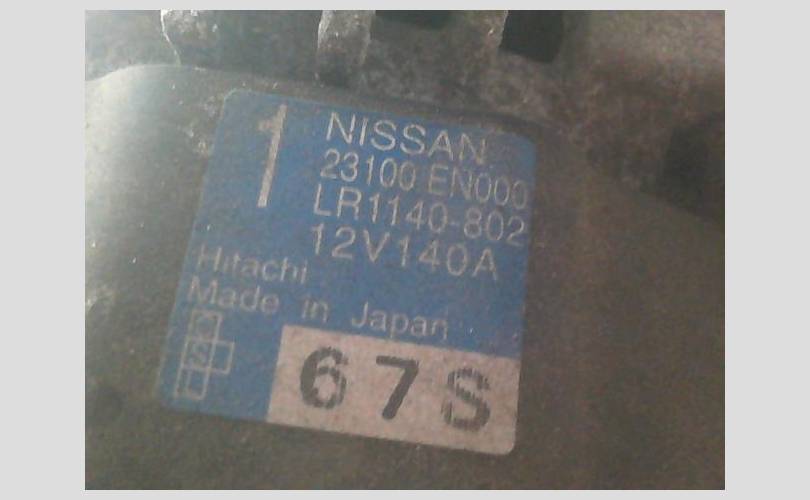 1
NISSAN
23100 EN000
LR1140-802
12V140A
Hitachi
Made in Japan
67S